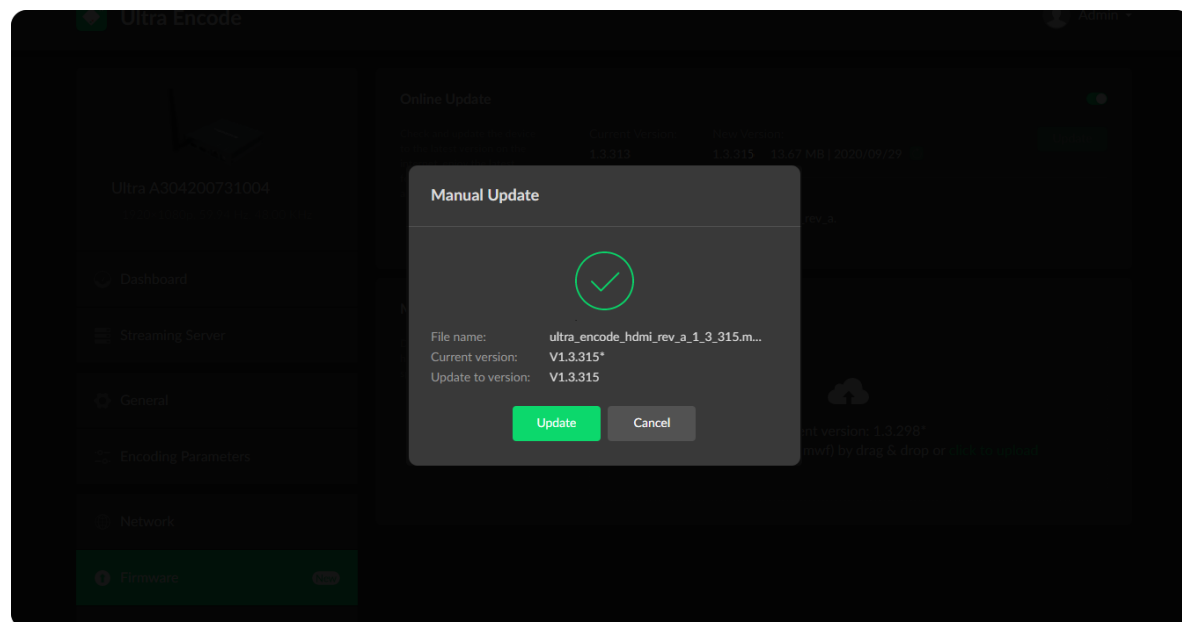 Ultra Encode
Admin
Online Update
Current Version
New Version
1.3.313
1.3.315 13.67 MB | 2020/09/29
Ultra A304200731004
rev_a,
Manual Update
File name: ultra_encode_hdmi_rev_a_1_3_315.m...
Current version: V1.3.315*
Update to version: V1.3.315
Update
Cancel
Dashboard
Streaming Server
General
Encoding Parameters
Network
Firmware
New
ent version: 1.3.298*
mwf) by drag & drop or click to upload